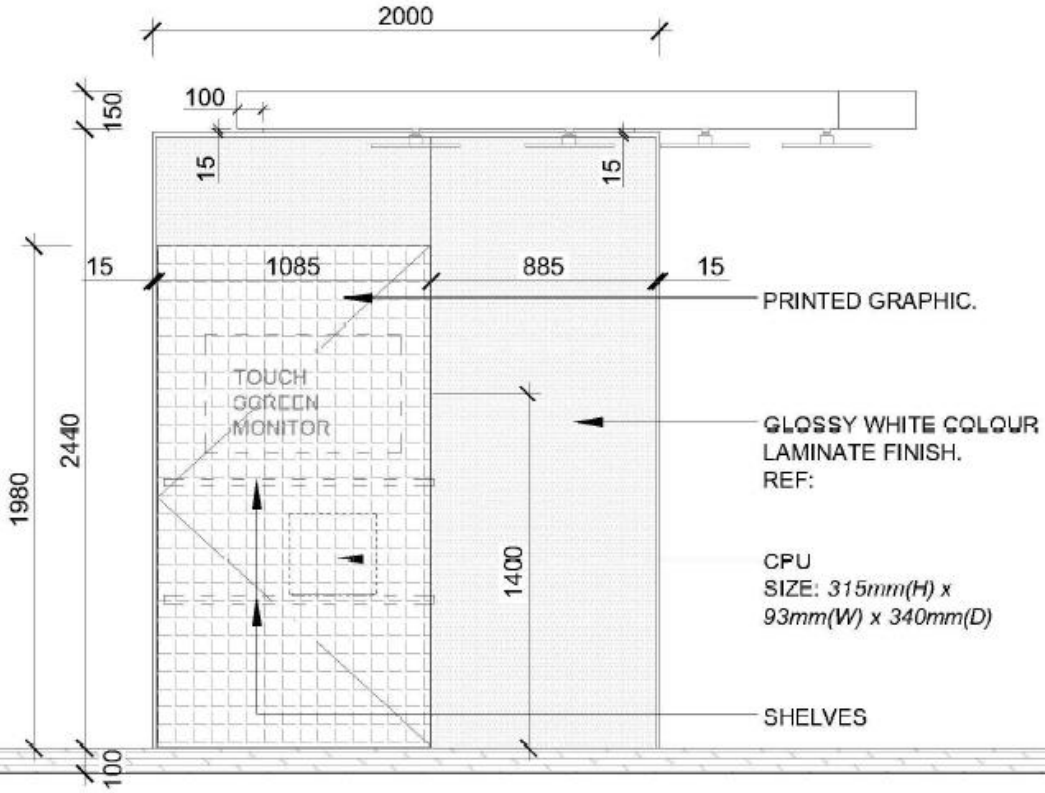 2000
150
100
15
15
15
1085
885
15
PRINTED GRAPHIC.
TOUCH
SCREEN
MONITOR
GLOSSY WHITE COLOUR
LAMINATE FINISH.
REF:
2440
1980
1400
CPU
SIZE: 315mm(H) x
93mm(W) x 340mm(D)
SHELVES
100